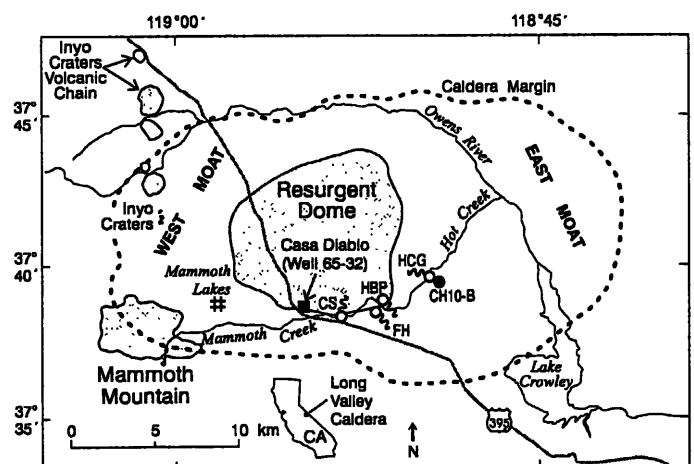 119°00′
118°45′
Inyo
Craters
Volcanic
Chain
Caldera Margin
37°
45′
Owens
River
EAST
MOAT
WEST
MOAT
Resurgent
Dome
Inyo
Craters
Hot Creek
Casa Diablo
(Well 65-32)
HCG
37°
40′
Mammoth
Lakes
CS
HBP
CH10-B
Mammoth
Creek
FH
Mammoth
Mountain
Lake
Crowley
Long
Valley
Caldera
CA
37°
35′
395
0 5 10 km
N